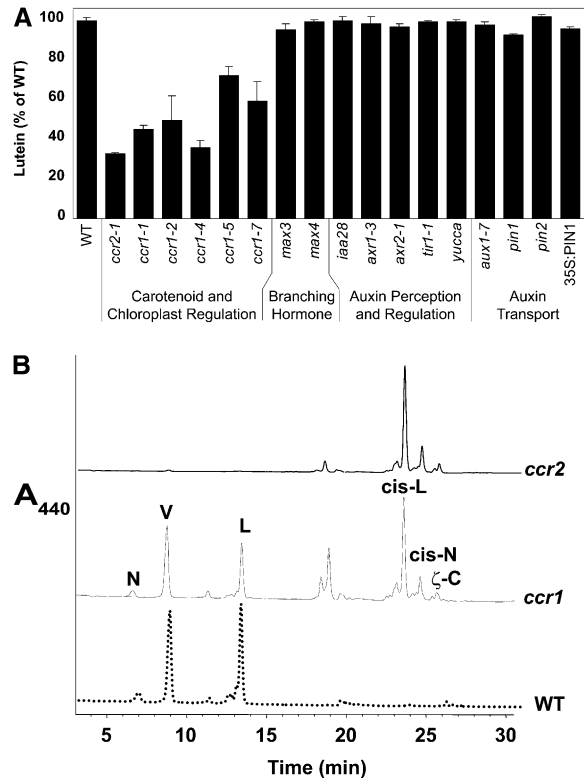 A
Lutein (% of WT)
100
80
60
40
20
0
WT
ccr2-1
ccr1-1
ccr1-2
ccr1-4
ccr1-5
ccr1-7
max3
max4
iaa28
axr1-3
axr2-1
tir1-1
yucca
aux1-7
pin1
pin2
35S:PIN1
Carotenoid and
Chloroplast Regulation
Branching
Hormone
Auxin Perception
and Regulation
Auxin
Transport
B
ccr2
A440
N
V
L
cis-L
cis-N
ζ-C
ccr1
WT
5 10 15 20 25 30
Time (min)